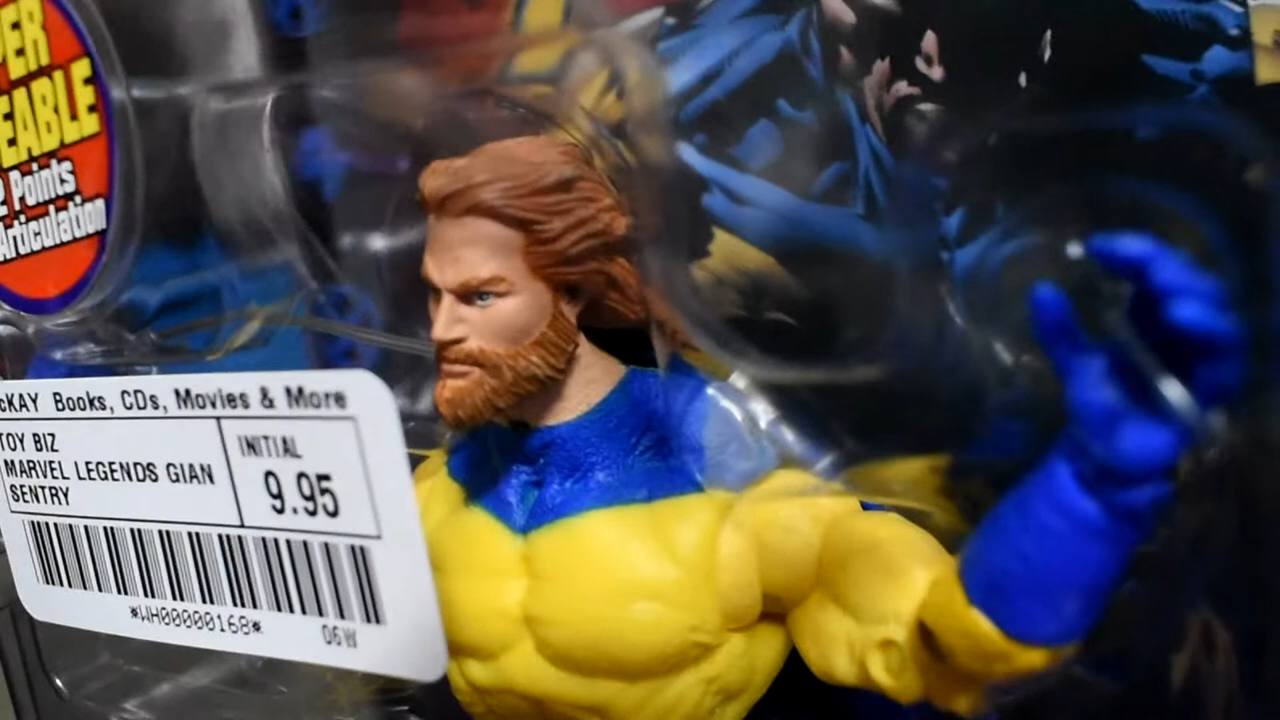 PER
EABLE
2 Points
Articulation
cKAY Books, CDs, Movies & More
TOY BIZ
MARVEL LEGENDS GIAN
SENTRY
INITIAL
9.95
*WH00000168*
06W